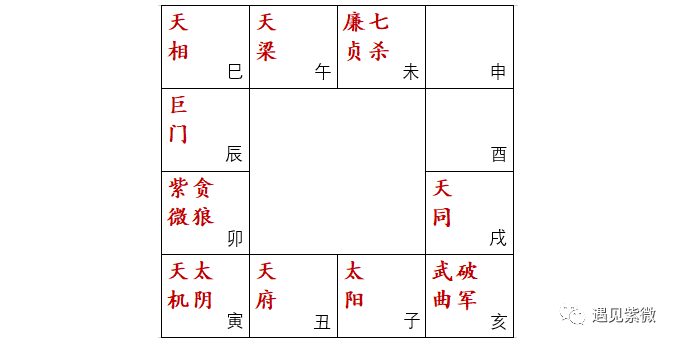 天 天 廉 七
相 梁 贞 杀
巳 午 未 申
巨
门
辰 酉
紫 贪 天
微 狼 同
卯 戌
天 太 天 太 武 破
机 阴 府 阳 曲 军
寅 丑 子 亥
遇见紫微